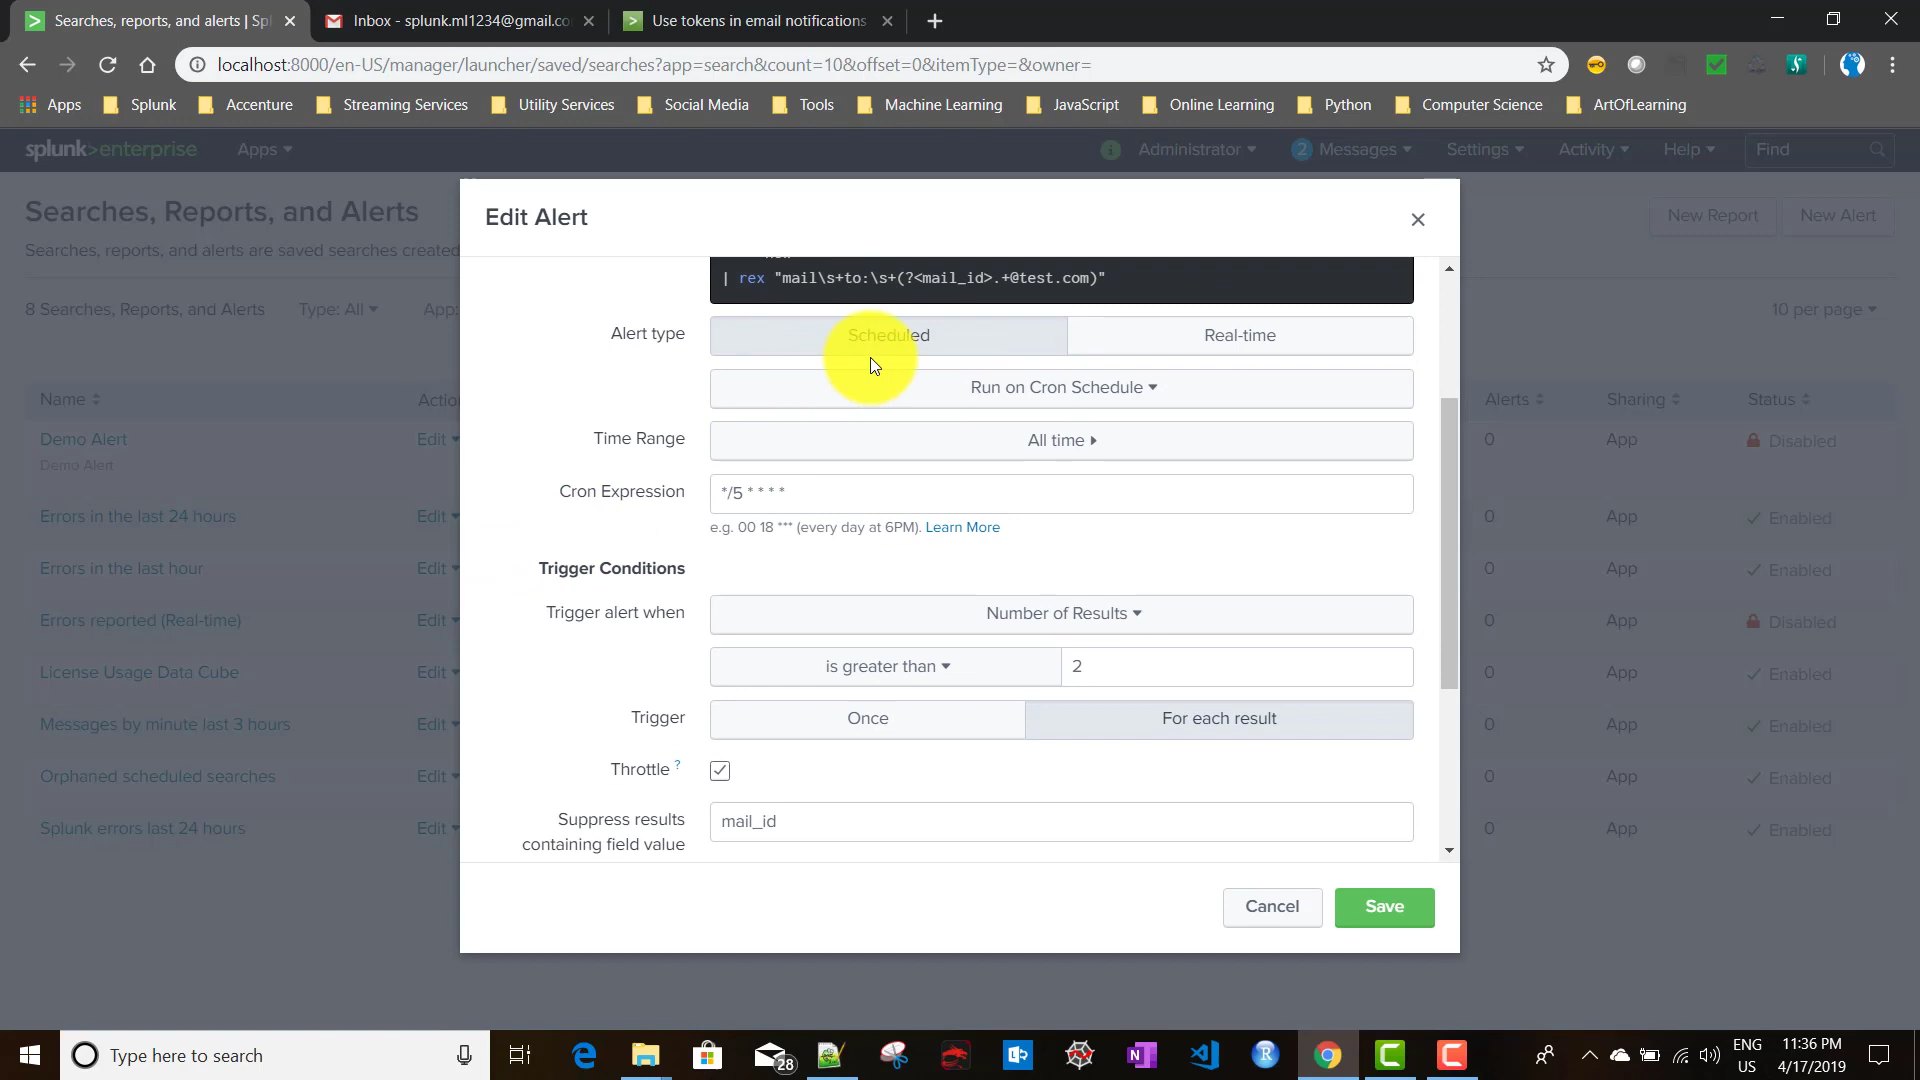 Searches, reports, and alerts | Spl
Inbox - splunk.ml1234@gmail.co
Use tokens in email notifications
localhost:8000/en-US/manager/launcher/saved/searches?app=search&count=10&offset=0&itemType=&owner=
Apps Splunk Accenture Streaming Services Utility Services Social Media Tools Machine Learning JavaScript Online Learning Python Computer Science ArtOfLearning
splunk>enterprise Apps Administrator 2 Messages Settings Activity Help Find
Searches, Reports, and Alerts
New Report New Alert
Searches, reports, and alerts are saved searches created
8 Searches, Reports, and Alerts Type: All App: 10 per page
Name Actio Alerts Sharing Status
Demo Alert Edit 0 App Disabled
Demo Alert
Errors in the last 24 hours Edit 0 App Enabled
Errors in the last hour Edit 0 App Enabled
Errors reported (Real-time) Edit 0 App Disabled
License Usage Data Cube Edit 0 App Enabled
Messages by minute last 3 hours Edit 0 App Enabled
Orphaned scheduled searches Edit 0 App Enabled
Splunk errors last 24 hours Edit 0 App Enabled
Edit Alert
| rex "mail\s+to:\s+(?<mail_id>.+@test.com)"
Alert type Scheduled Real-time
Run on Cron Schedule
Time Range All time
Cron Expression */5 * * * *
e.g. 00 18 *** (every day at 6PM). Learn More
Trigger Conditions
Trigger alert when Number of Results
is greater than 2
Trigger Once For each result
Throttle ?
Suppress results mail_id
containing field value
Cancel Save
Type here to search
28
ENG
US
11:36 PM
4/17/2019